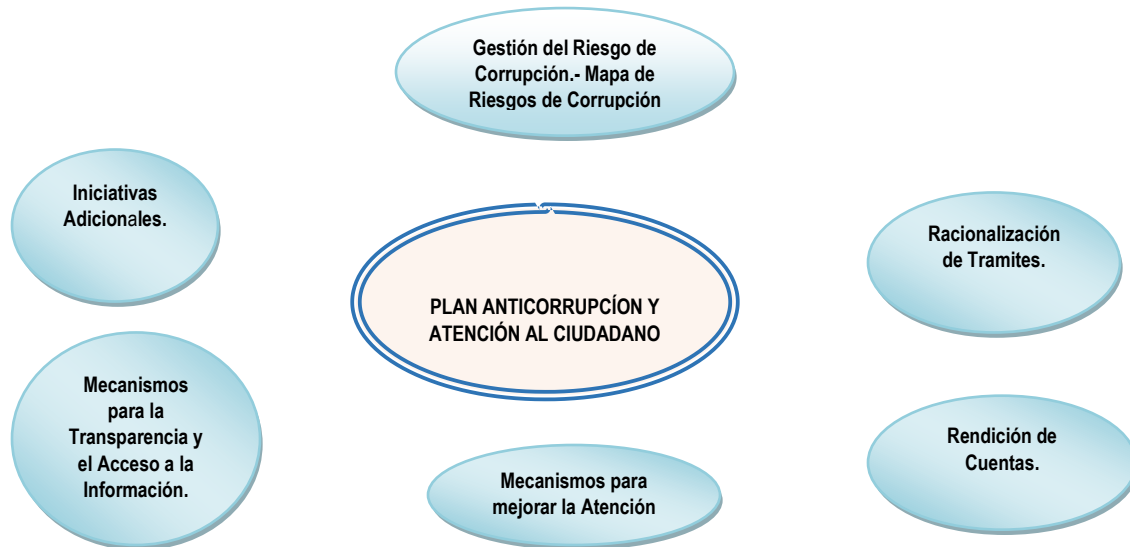 Gestión del Riesgo de
Corrupción.- Mapa de
Riesgos de Corrupción
Iniciativas
Adicionales.
Racionalización
de Tramites.
PLAN ANTICORRUPCÍON Y
ATENCIÓN AL CIUDADANO
Mecanismos
para la
Transparencia y
el Acceso a la
Información.
Rendición de
Cuentas.
Mecanismos para
mejorar la Atención